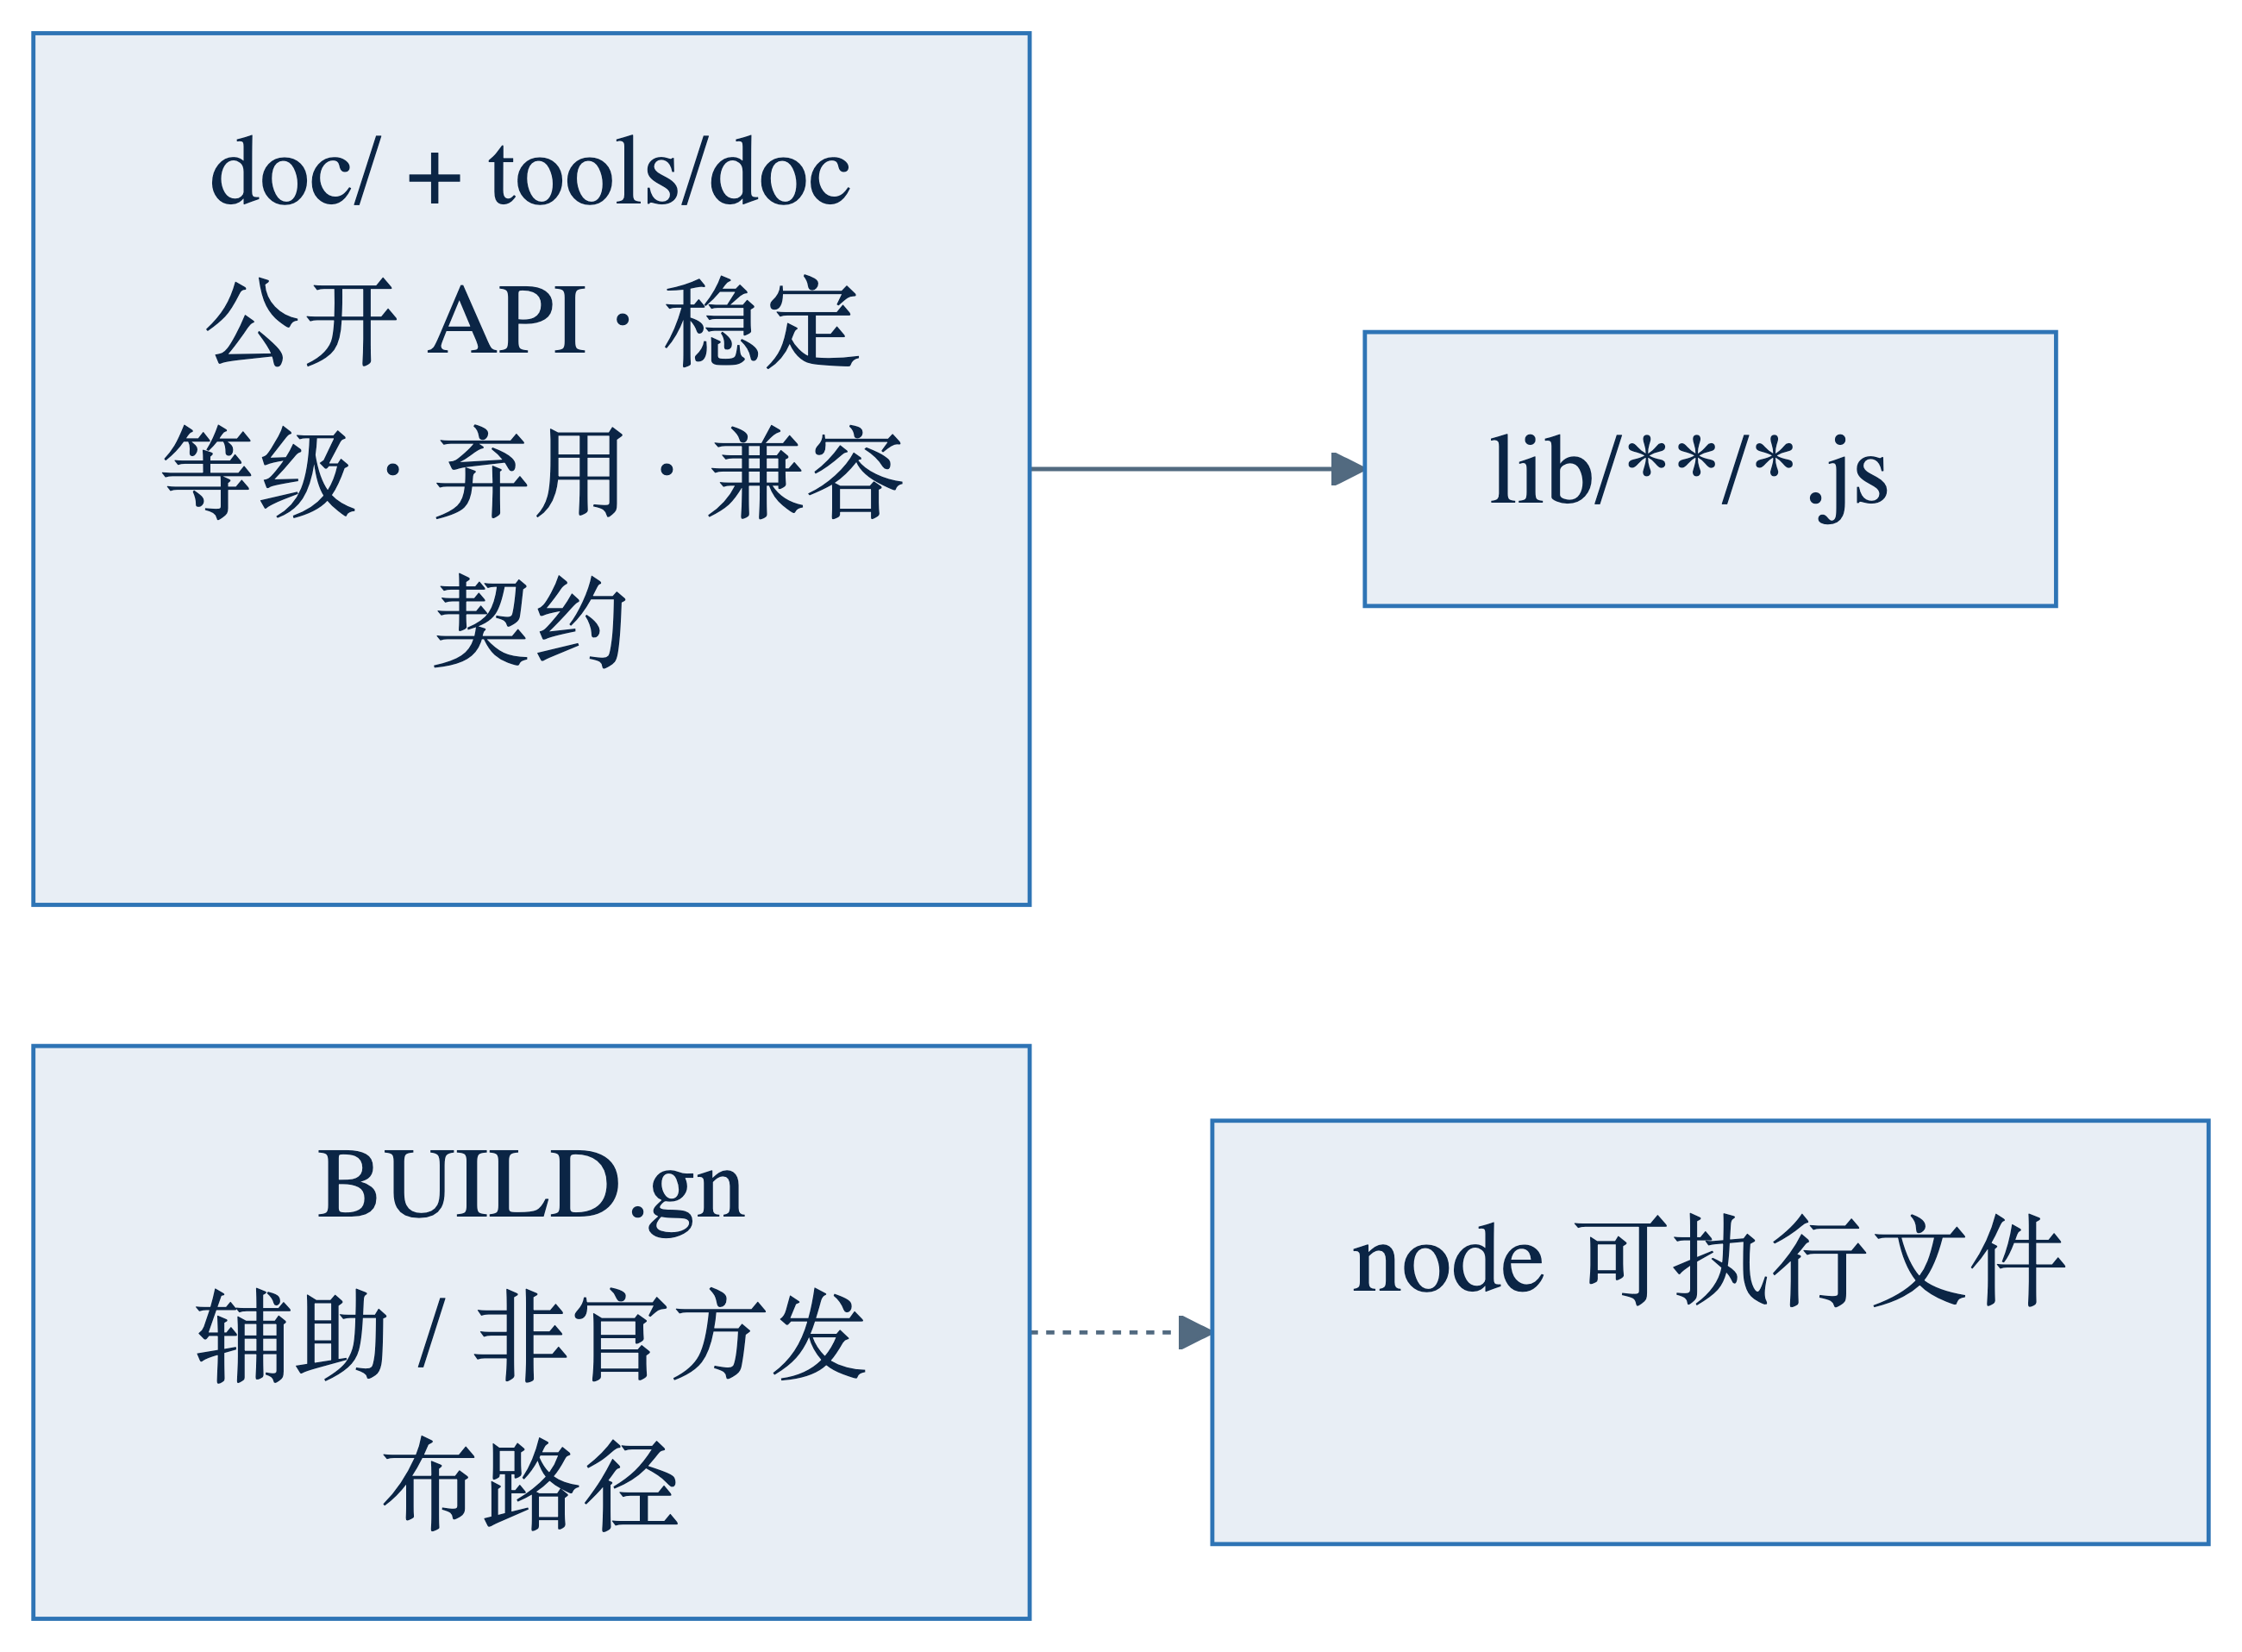 doc/ + tools/doc
公开 API · 稳定
等级 · 弃用 · 兼容
契约
lib/**/*.js
BUILD.gn
辅助 / 非官方发
布路径
node 可执行文件